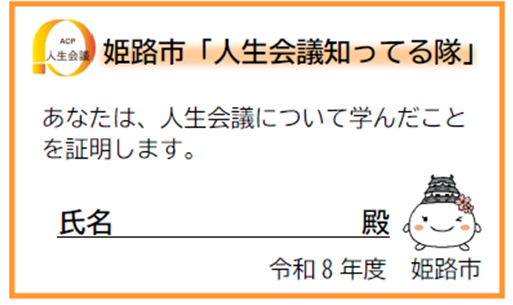 ACP
人生会議
姫路市「人生会議知ってる隊」
あなたは、人生会議について学んだこと
を証明します。
氏名 殿
令和８年度 姫路市